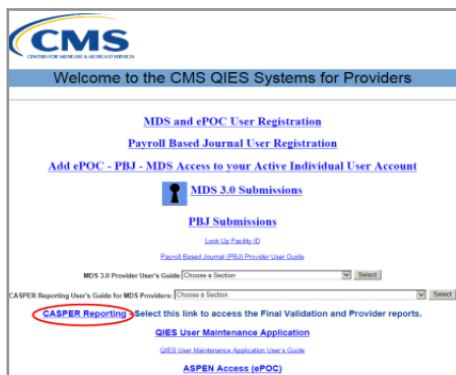 CMS
CENTERS FOR MEDICARE & MEDICAID SERVICES
Welcome to the CMS QIES Systems for Providers
MDS and ePOC User Registration
Payroll Based Journal User Registration
Add ePOC - PBJ - MDS Access to your Active Individual User Account
MDS 3.0 Submissions
PBJ Submissions
Look Up Facility ID
Payroll Based Journal (PBJ) Provider User Guide
MDS 3.0 Provider User's Guide Choose a Section Select
CASPER Reporting User's Guide for MDS Providers: Choose a Section Select
CASPER Reporting Select this link to access the Final Validation and Provider reports.
QIES User Maintenance Application
QIES User Maintenance Application User's Guide
ASPEN Access (ePOC)